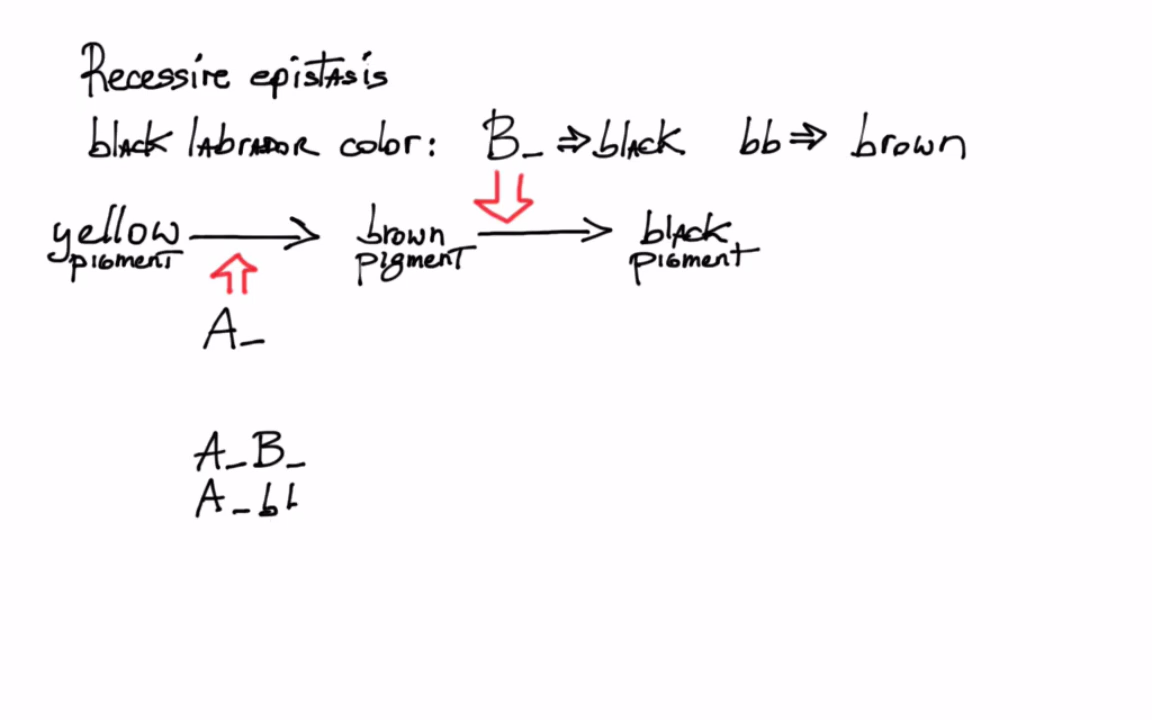 Recessive epistasis
black labrador color: B_ ⇒ black bb ⇒ brown
yellow pigment → brown pigment → black pigment
A_
A_B_
A_bb